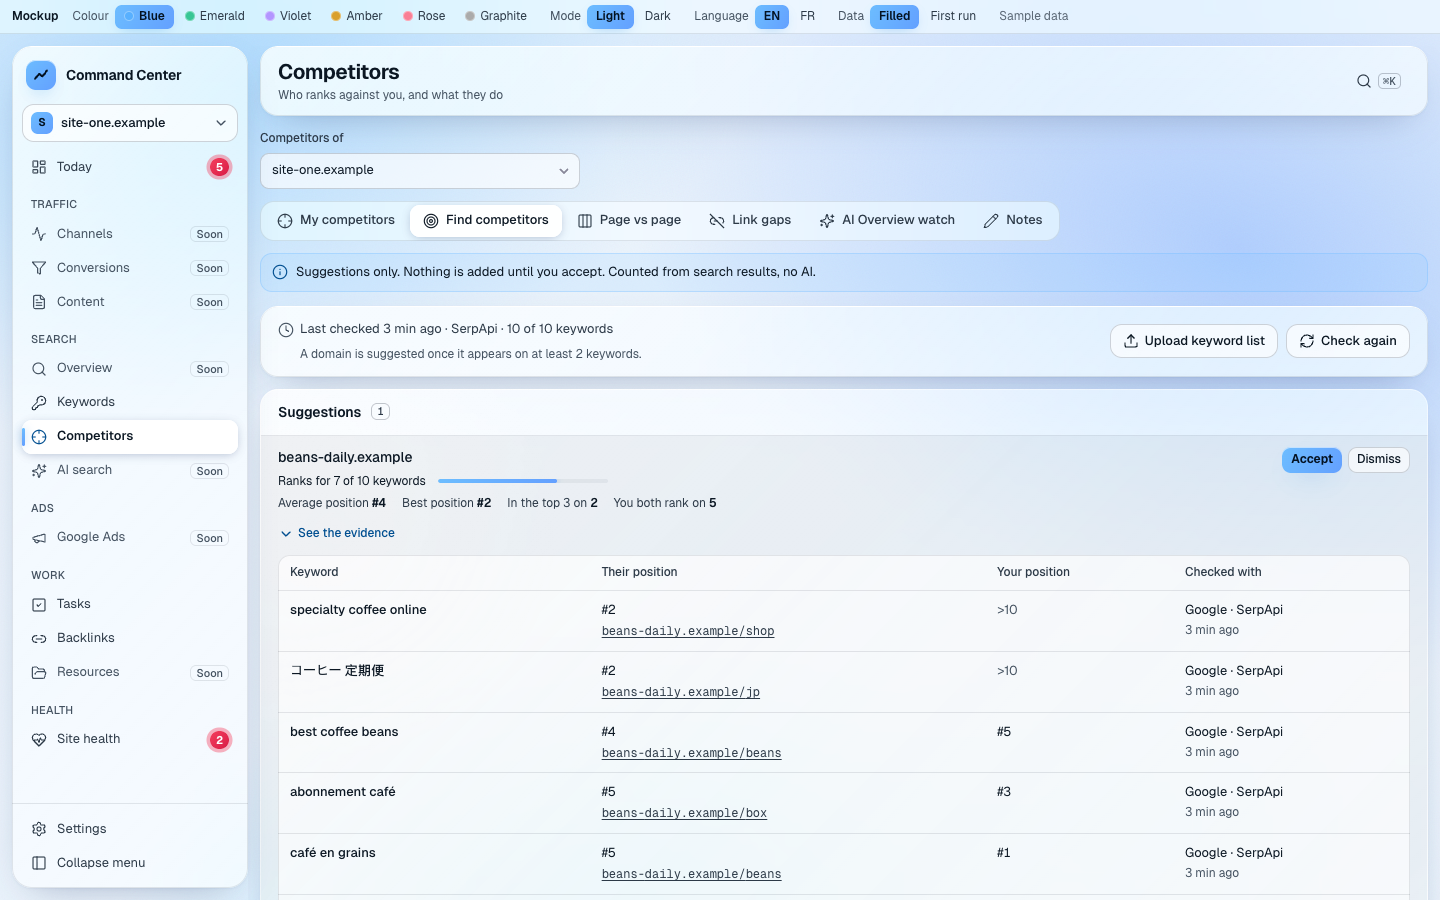 Mockup Colour Blue Emerald Violet Amber Rose Graphite Mode Light Dark Language EN FR Data Filled First run Sample data
Command Center
S site-one.example
Today 5
TRAFFIC
Channels Soon
Conversions Soon
Content Soon
SEARCH
Overview Soon
Keywords
Competitors
AI search Soon
ADS
Google Ads Soon
WORK
Tasks
Backlinks
Resources Soon
HEALTH
Site health 2
Settings
Collapse menu
Competitors
Who ranks against you, and what they do
⌘K
Competitors of
site-one.example
My competitors Find competitors Page vs page Link gaps AI Overview watch Notes
Suggestions only. Nothing is added until you accept. Counted from search results, no AI.
Last checked 3 min ago · SerpApi · 10 of 10 keywords
A domain is suggested once it appears on at least 2 keywords.
Upload keyword list Check again
Suggestions 1
beans-daily.example
Accept Dismiss
Ranks for 7 of 10 keywords
Average position #4 Best position #2 In the top 3 on 2 You both rank on 5
See the evidence
Keyword Their position Your position Checked with
specialty coffee online #2 >10 Google · SerpApi
beans-daily.example/shop 3 min ago
コーヒー 定期便 #2 >10 Google · SerpApi
beans-daily.example/jp 3 min ago
best coffee beans #4 #5 Google · SerpApi
beans-daily.example/beans 3 min ago
abonnement café #5 #3 Google · SerpApi
beans-daily.example/box 3 min ago
café en grains #5 #1 Google · SerpApi
beans-daily.example/beans 3 min ago